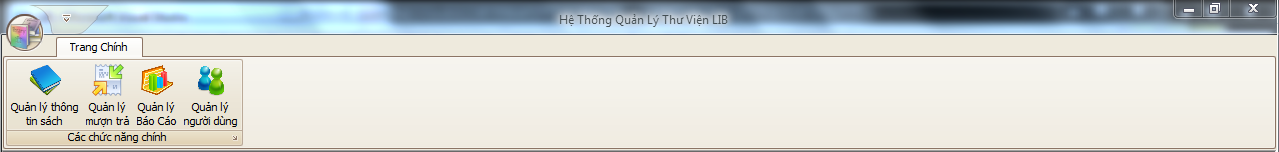 Hệ Thống Quản Lý Thư Viện LIB
Trang Chính
Quản lý thông
tin sách
Quản lý
mượn trả
Quản lý
Báo Cáo
Quản lý
người dùng
Các chức năng chính